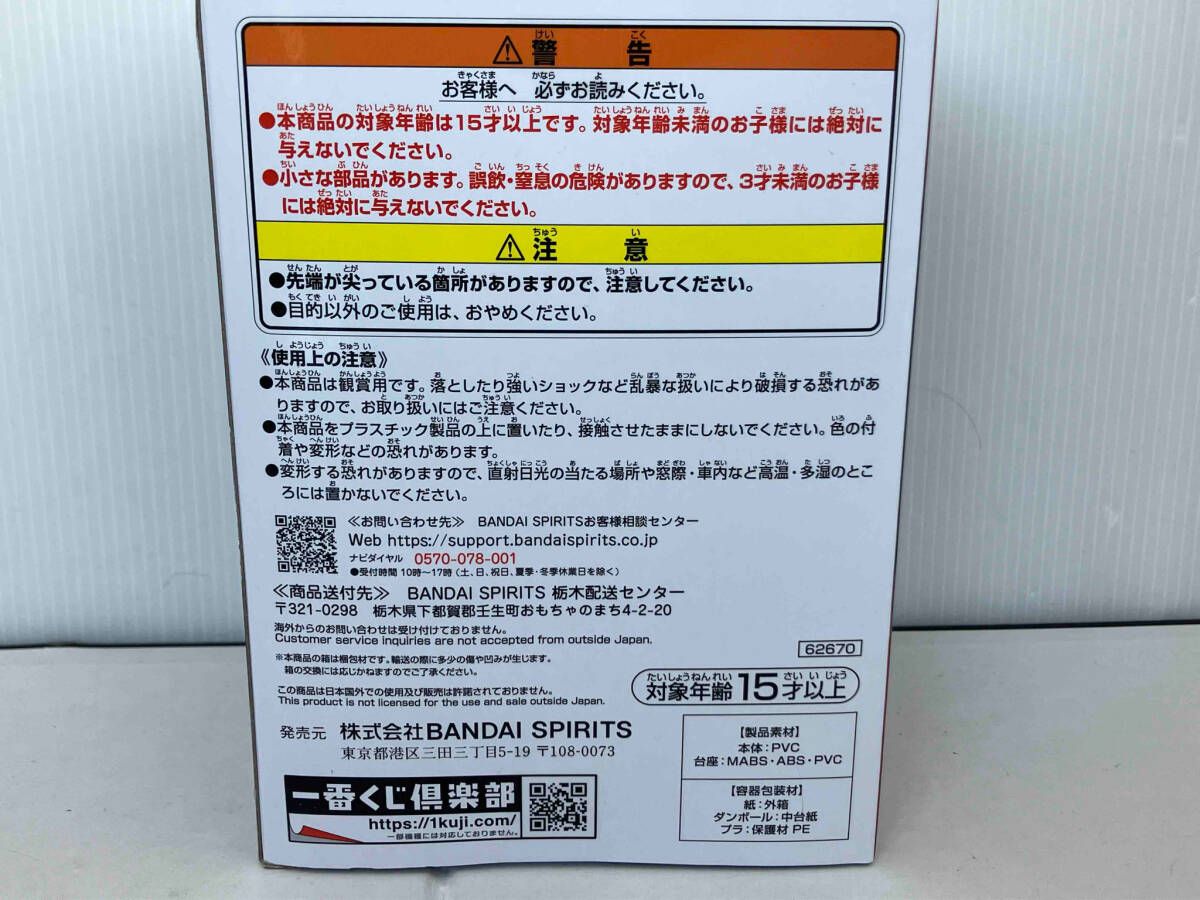 ⚠警告
お客様へ 必ずお読みください。
●本商品の対象年齢は15才以上です。対象年齢未満のお子様には絶対に
与えないでください。
●小さな部品があります。誤飲・窒息の危険がありますので、3才未満のお子様
には絶対に与えないでください。
⚠注意
●先端が尖っている箇所がありますので、注意してください。
●目的以外のご使用は、おやめください。
《使用上の注意》
●本商品は観賞用です。落としたり強いショックなど乱暴な扱いにより破損する恐れがあ
りますので、お取り扱いにはご注意ください。
●本商品をプラスチック製品の上に置いたり、接触させたままにしないでください。色の付
着や変形などの恐れがあります。
●変形する恐れがありますので、直射日光の当たる場所や窓際・車内など高温・多湿のとこ
ろには置かないでください。
≪お問い合わせ先≫ BANDAI SPIRITSお客様相談センター
Web https://support.bandaispirits.co.jp
ナビダイヤル 0570-078-001
●受付時間 10時〜17時(土、日、祝日、夏季・冬季休業日を除く)
≪商品送付先≫ BANDAI SPIRITS 栃木配送センター
〒321-0298 栃木県下都賀郡壬生町おもちゃのまち4-2-20
海外からのお問い合わせは受け付けておりません。
Customer service inquiries are not accepted from outside Japan.
62670
※本商品の箱は梱包材です。輸送の際に多少の傷や凹みが生じます。
箱の交換には応じかねますのでご了承ください。
対象年齢15才以上
この商品は日本国外での使用及び販売は許諾されておりません。
This product is not licensed for the use and sale outside Japan.
発売元 株式会社BANDAI SPIRITS
東京都港区三田三丁目5-19 〒108-0073
【製品素材】
本体:PVC
台座:MABS・ABS・PVC
【容器包装材】
紙:外箱
ダンボール:中台紙
プラ:保護材 PE
一番くじ倶楽部
https://1kuji.com/
一部機種には対応しておりません。